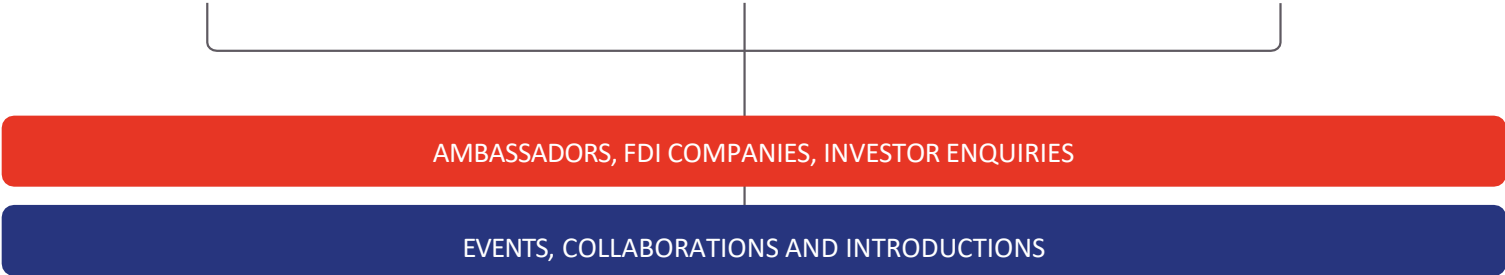 AMBASSADORS, FDI COMPANIES, INVESTOR ENQUIRIES
EVENTS, COLLABORATIONS AND INTRODUCTIONS